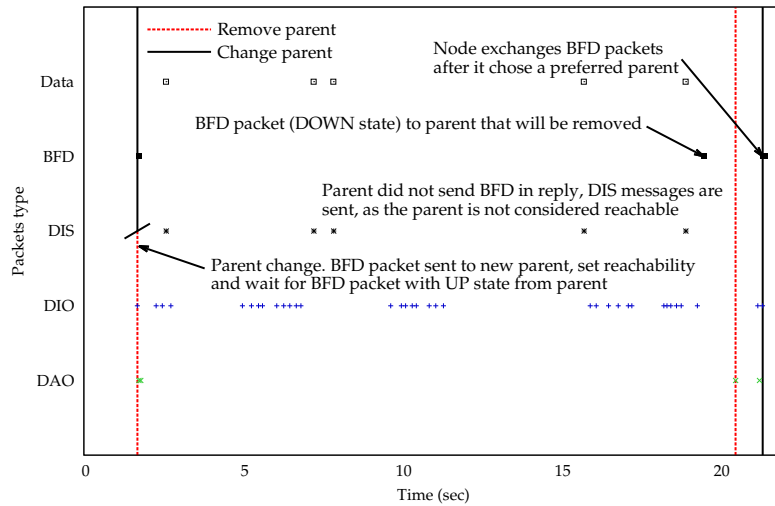 Remove parent
Change parent
Node exchanges BFD packets
after it chose a preferred parent
Data
BFD packet (DOWN state) to parent that will be removed
BFD
Parent did not send BFD in reply, DIS messages are
sent, as the parent is not considered reachable
DIS
Parent change. BFD packet sent to new parent, set reachability
and wait for BFD packet with UP state from parent
DIO
DAO
Packets type
0 5 10 15 20
Time (sec)